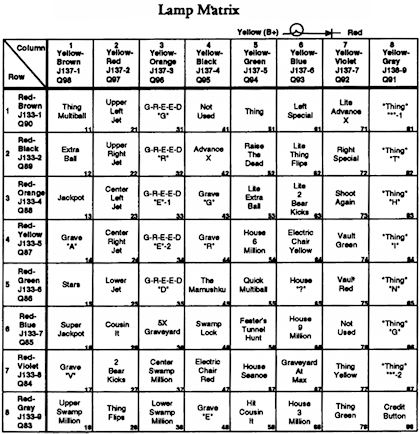 Lamp Matrix
Yellow (B+) Red
Column
Row
1
Yellow-
Brown
J137-1
Q98
2
Yellow-
Red
J137-2
Q97
3
Yellow-
Orange
J137-3
Q96
4
Yellow-
Black
J137-4
Q95
5
Yellow-
Green
J137-5
Q94
6
Yellow-
Blue
J137-6
Q93
7
Yellow-
Violet
J137-7
Q92
8
Yellow-
Gray
J136-9
Q91
1
Red-
Brown
J133-1
Q90
Thing
Multiball
11
Upper
Left
Jet
21
G-R-E-E-D
"G"
31
Not
Used
41
Thing
51
Left
Special
61
Lite
Advance
X
71
"Thing"
"""-1
81
2
Red-
Black
J133-2
Q89
Extra
Ball
12
Upper
Right
Jet
22
G-R-E-E-D
"R"
32
Advance
X
42
Raise
The
Dead
52
Lite
Thing
Flips
62
Right
Special
72
"Thing"
"T"
82
3
Red-
Orange
J133-4
Q88
Jackpot
13
Center
Left
Jet
23
G-R-E-E-D
"E"-1
33
Grave
"G"
43
Lite
Extra
Ball
53
Lite
2
Bear
Kicks
63
Shoot
Again
73
"Thing"
"H"
83
4
Red-
Yellow
J133-5
Q87
Grave
"A"
14
Center
Right
Jet
24
G-R-E-E-D
"E"-2
34
Grave
"R"
44
House
6
Million
54
Electric
Chair
Yellow
64
Vault
Green
74
"Thing"
"I"
84
5
Red-
Green
J133-6
Q86
Stars
15
Lower
Jet
25
G-R-E-E-D
"D"
35
The
Mamushku
45
Quick
Multiball
55
House
"?"
65
Vault
Red
75
"Thing"
"N"
85
6
Red-
Blue
J133-7
Q85
Super
Jackpot
16
Cousin
It
26
5X
Graveyard
36
Swamp
Lock
46
Fester's
Tunnel
Hunt
56
House
9
Million
66
Not
Used
76
"Thing"
"G"
86
7
Red-
Violet
J133-8
Q84
Grave
"V"
17
2
Bear
Kicks
27
Center
Swamp
Million
37
Electric
Chair
Red
47
House
Seance
57
Graveyard
At
Max
67
Thing
Yellow
77
"Thing"
"""-2
87
8
Red-
Gray
J133-9
Q83
Upper
Swamp
Million
18
Thing
Flips
28
Lower
Swamp
Million
38
Grave
"E"
48
Hit
Cousin
It
58
House
3
Million
68
Thing
Green
78
Credit
Button
88